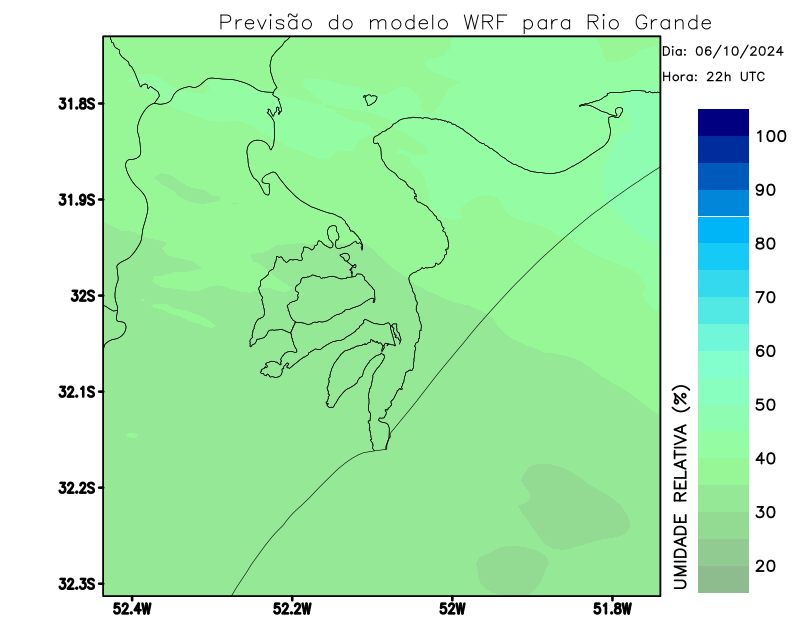 Previsão do modelo WRF para Rio Grande
Dia: 06/10/2024
Hora: 22h UTC
31.8S
31.9S
32S
32.1S
32.2S
32.3S
52.4W
52.2W
52W
51.8W
100
90
80
70
60
50
40
30
20
UMIDADE RELATIVA (%)